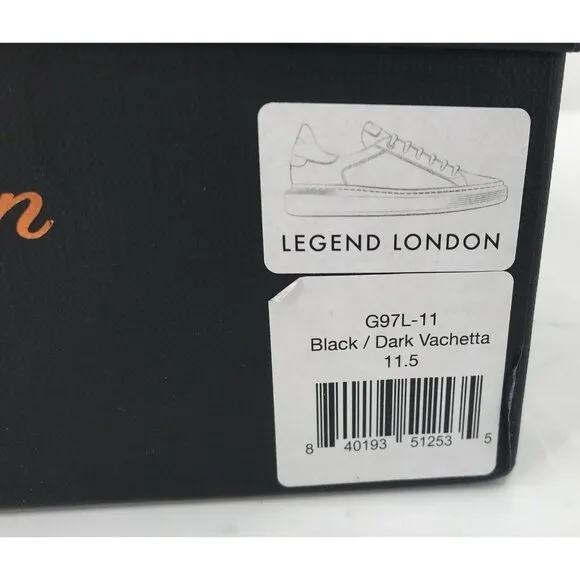 n
LEGEND LONDON
G97L-11
Black / Dark Vachetta
11.5
8 40193 51253 5